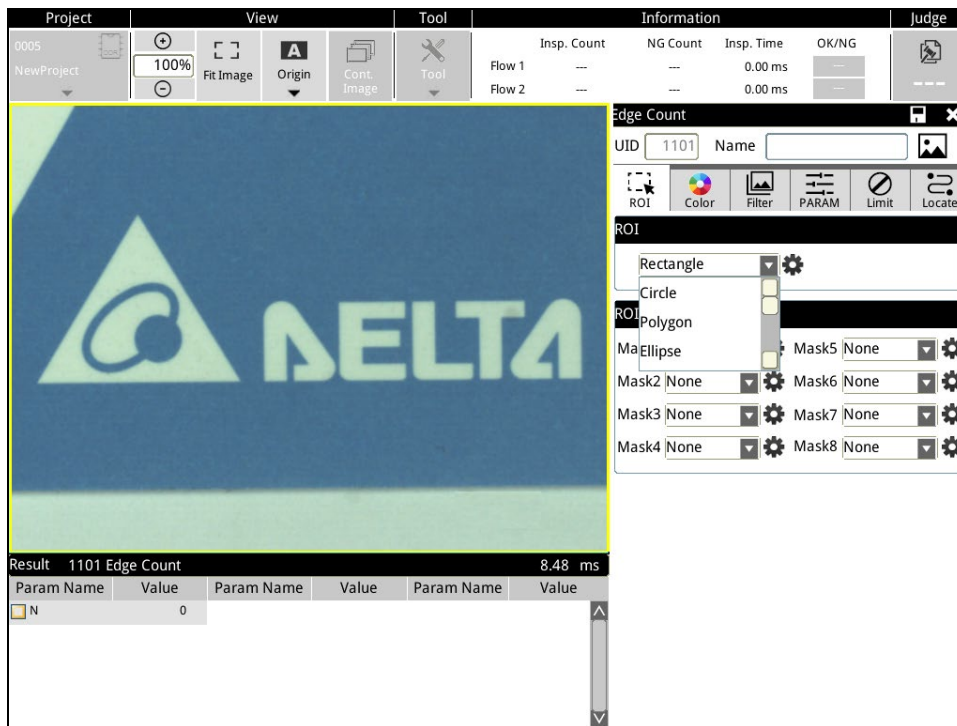 Project View Tool Information Judge
0005
NewProject
100%
Fit Image
A
Origin
Cont. Image
Tool
Insp. Count NG Count Insp. Time OK/NG
Flow 1 --- --- 0.00 ms ---
Flow 2 --- --- 0.00 ms ---
---
DELTA
Edge Count
UID 1101 Name
ROI Color Filter PARAM Limit Locate
ROI
Rectangle
Circle
Polygon
Ellipse
ROI
Ma Mask5 None
Mask2 None Mask6 None
Mask3 None Mask7 None
Mask4 None Mask8 None
Result 1101 Edge Count 8.48 ms
Param Name Value Param Name Value Param Name Value
N 0